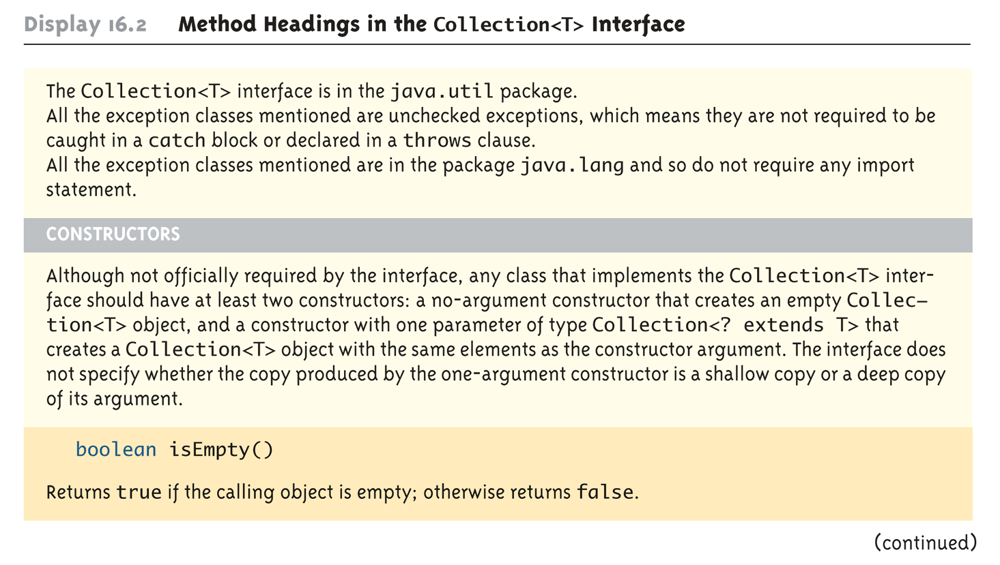 Display 16.2 Method Headings in the Collection<T> Interface
The Collection<T> interface is in the java.util package.
All the exception classes mentioned are unchecked exceptions, which means they are not required to be
caught in a catch block or declared in a throws clause.
All the exception classes mentioned are in the package java.lang and so do not require any import
statement.
CONSTRUCTORS
Although not officially required by the interface, any class that implements the Collection<T> inter-
face should have at least two constructors: a no-argument constructor that creates an empty Collec–
tion<T> object, and a constructor with one parameter of type Collection<? extends T> that
creates a Collection<T> object with the same elements as the constructor argument. The interface does
not specify whether the copy produced by the one-argument constructor is a shallow copy or a deep copy
of its argument.
boolean isEmpty()
Returns true if the calling object is empty; otherwise returns false.
(continued)